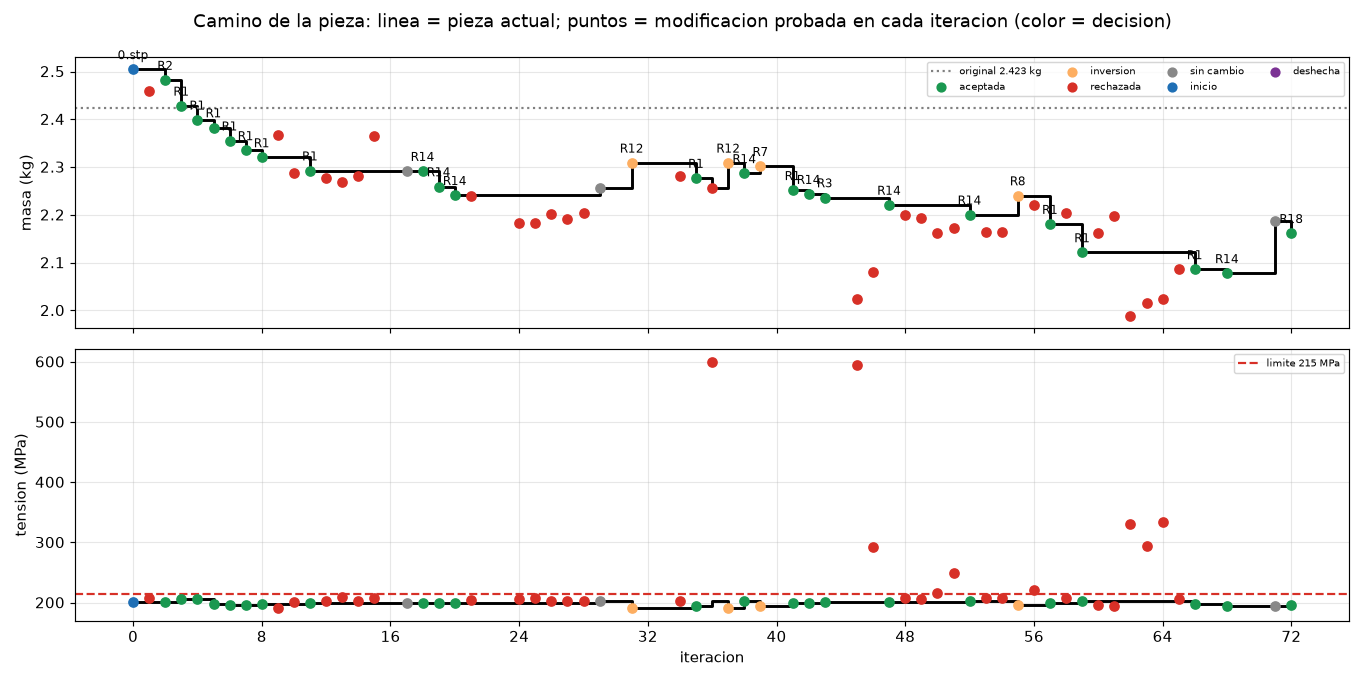 Camino de la pieza: linea = pieza actual; puntos = modificacion probada en cada iteracion (color = decision)
original 2.423 kg
aceptada
inversion
rechazada
sin cambio
inicio
deshecha
masa (kg)
2.5
2.4
2.3
2.2
2.1
2.0
0.stp
R2
R1
R1
R1
R1
R1
R1
R1
R14
R14
R14
R12
R1
R12
R14
R7
R1
R14
R3
R14
R14
R8
R1
R1
R1
R14
R18
limite 215 MPa
tension (MPa)
600
500
400
300
200
0 8 16 24 32 40 48 56 64 72
iteracion